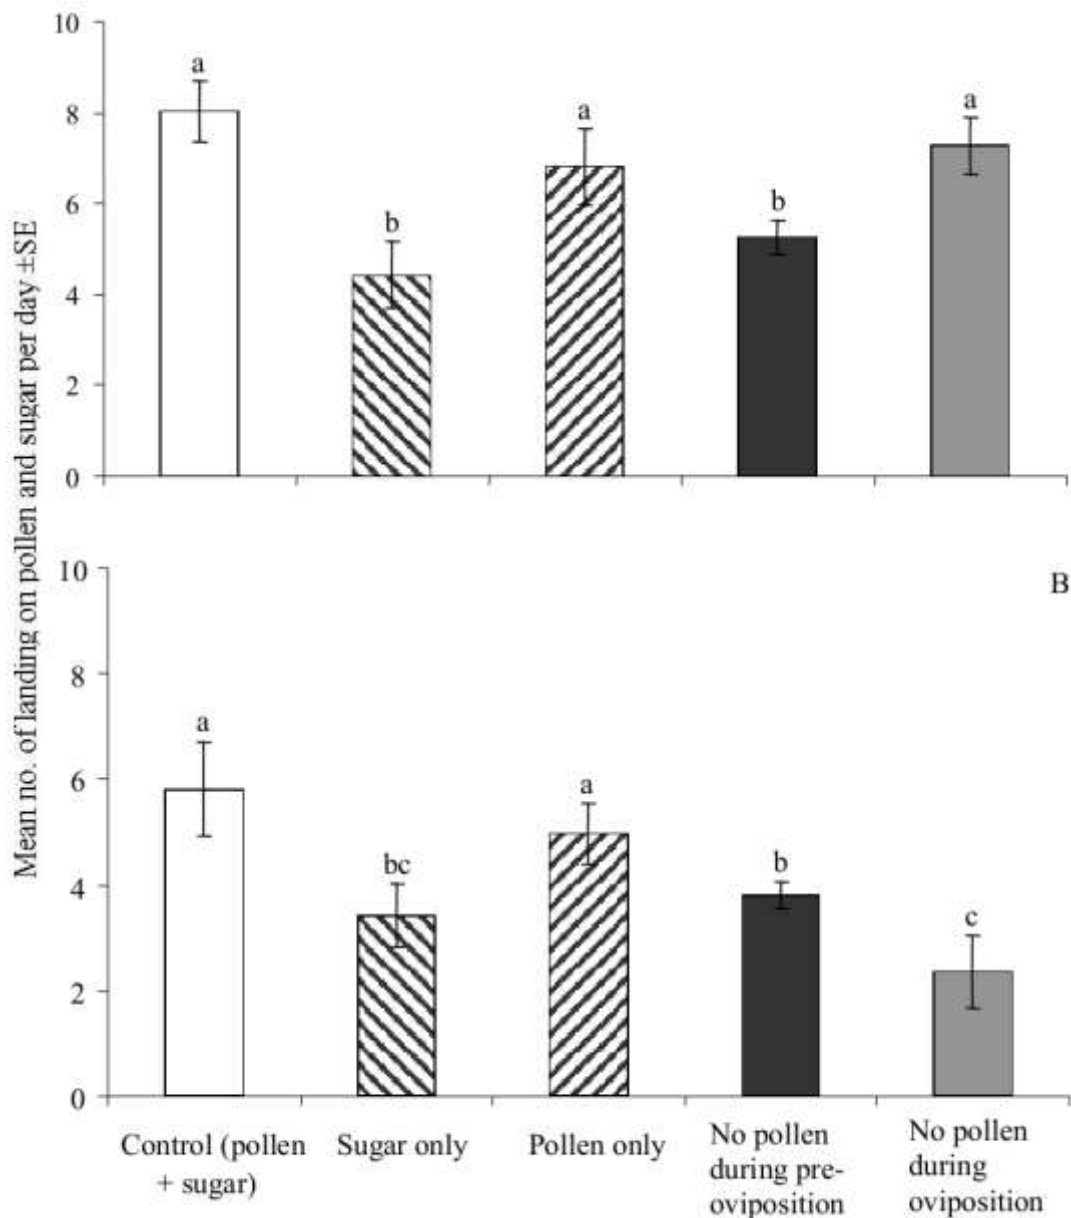 Mean no. of landing on pollen and sugar per day ±SE
10
8
6
4
2
0
a
b
a
b
a
B
10
8
6
4
2
0
a
bc
a
b
c
Control (pollen
+ sugar)
Sugar only
Pollen only
No pollen
during pre-
oviposition
No pollen
during
oviposition